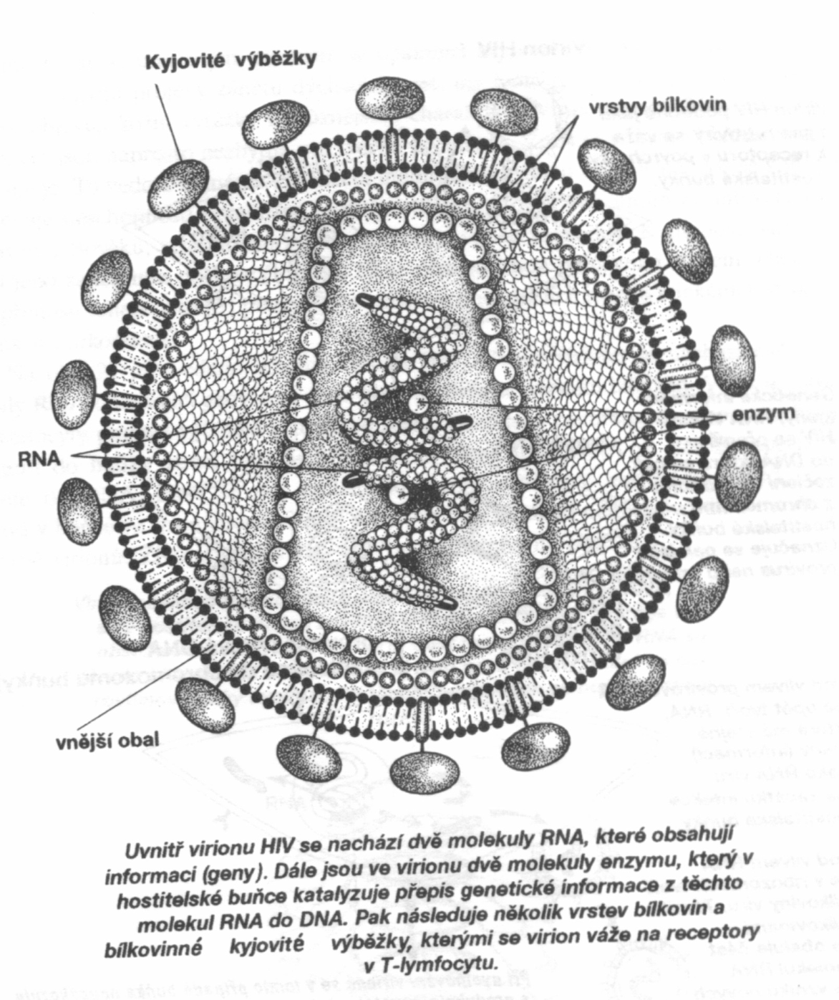 Kyjovité výběžky
vrstvy bílkovin
enzym
RNA
vnější obal
Uvnitř virionu HIV se nachází dvě molekuly RNA, které obsahují
informaci (geny). Dále jsou ve virionu dvě molekuly enzymu, který v
hostitelské buňce katalyzuje přepis genetické informace z těchto
molekul RNA do DNA. Pak následuje několik vrstev bílkovin a
bílkovinné kyjovité výběžky, kterými se virion váže na receptory
v T-lymfocytu.